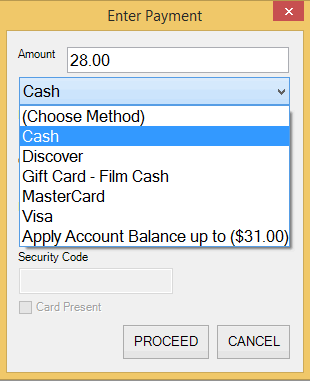 Enter Payment
Amount
28.00
Cash
(Choose Method)
Cash
Discover
Gift Card - Film Cash
MasterCard
Visa
Apply Account Balance up to ($31.00)
Security Code
Card Present
PROCEED
CANCEL